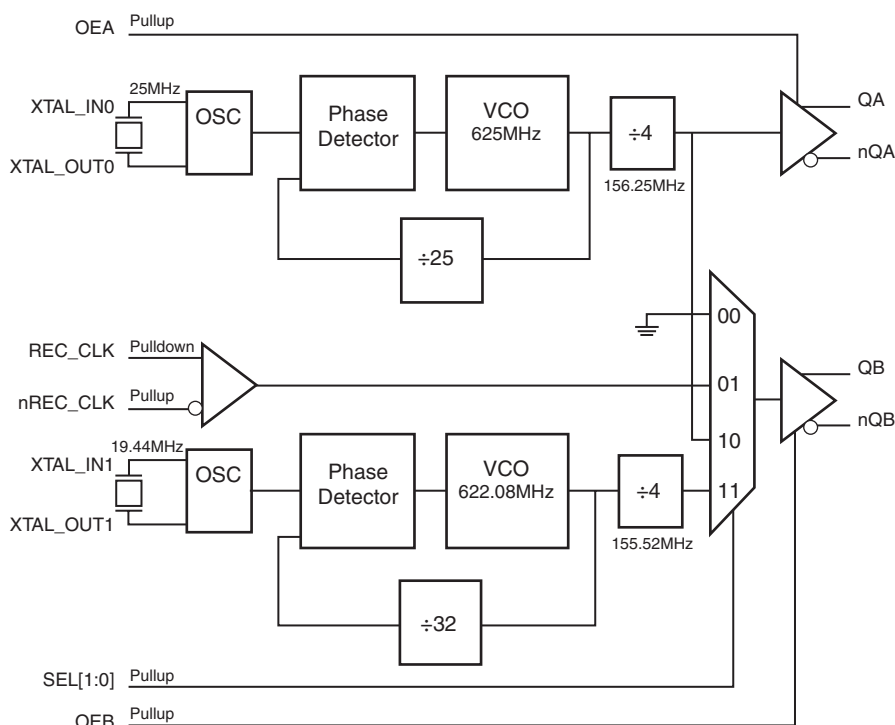 OEA Pullup
XTAL_IN0
25MHz
XTAL_OUT0
OSC
Phase
Detector
VCO
625MHz
÷4
156.25MHz
÷25
QA
nQA
REC_CLK Pulldown
nREC_CLK Pullup
00
01
10
11
QB
nQB
XTAL_IN1
19.44MHz
XTAL_OUT1
OSC
Phase
Detector
VCO
622.08MHz
÷4
155.52MHz
÷32
SEL[1:0] Pullup
OEB Pullup